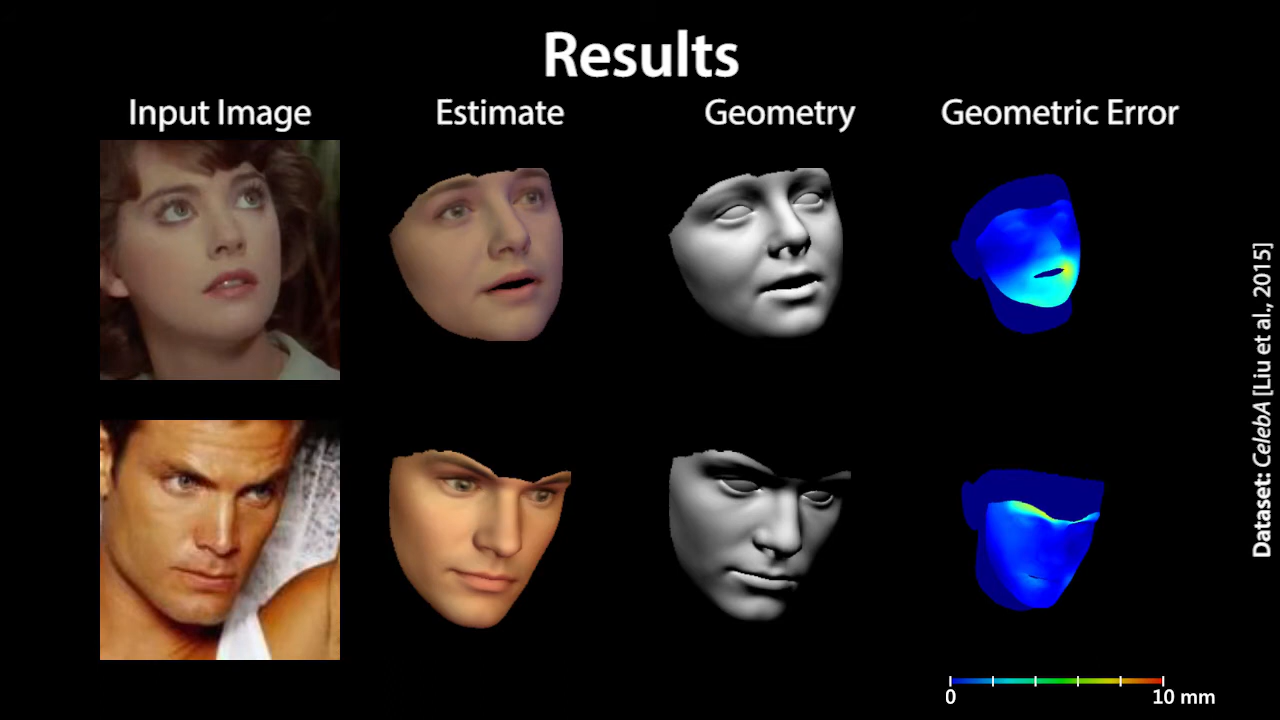 Results
Input Image
Estimate
Geometry
Geometric Error
Dataset: CelebA [Liu et al., 2015]
0
10 mm